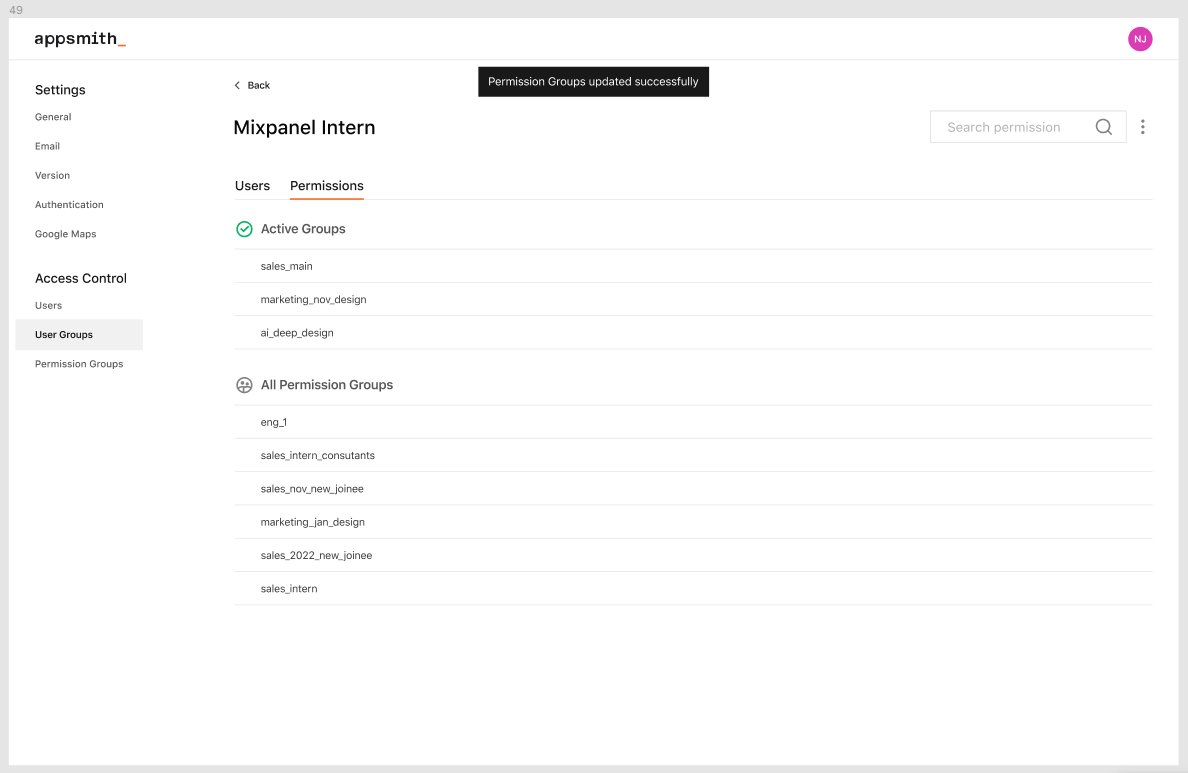 49
appsmith_
NJ
Permission Groups updated successfully
Settings
General
Email
Version
Authentication
Google Maps
Access Control
Users
User Groups
Permission Groups
Back
Mixpanel Intern
Search permission
Users Permissions
Active Groups
sales_main
marketing_nov_design
ai_deep_design
All Permission Groups
eng_1
sales_intern_consutants
sales_nov_new_joinee
marketing_jan_design
sales_2022_new_joinee
sales_intern